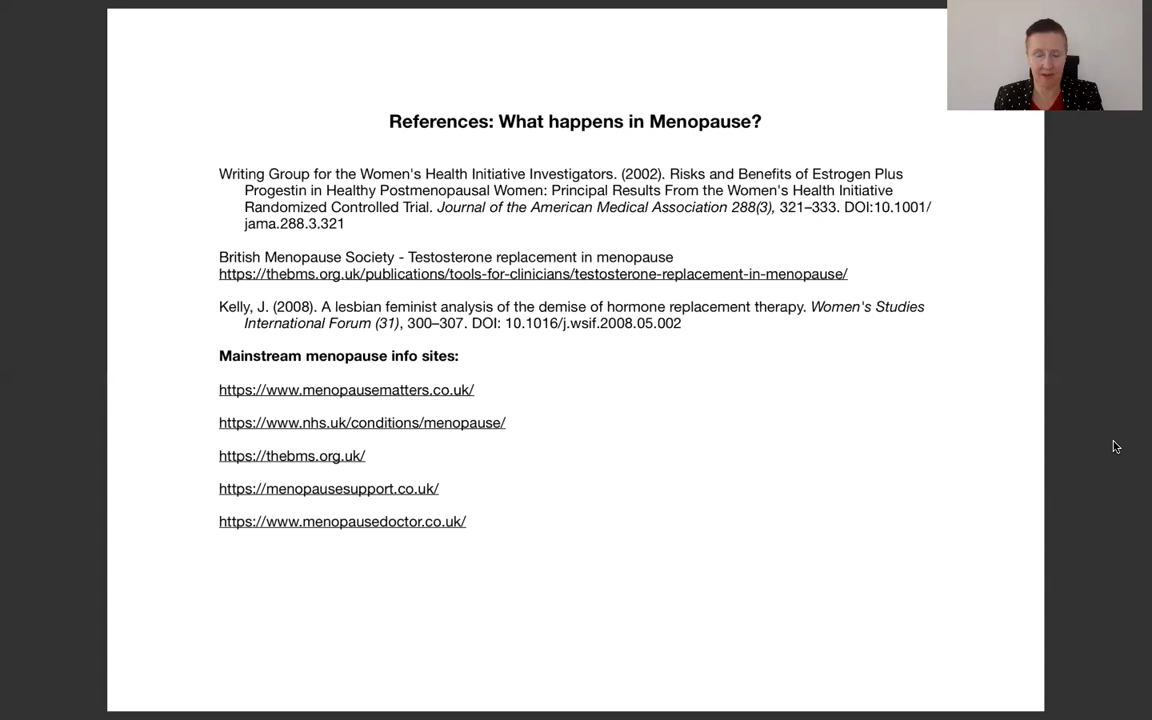 References: What happens in Menopause?
Writing Group for the Women's Health Initiative Investigators. (2002). Risks and Benefits of Estrogen Plus
Progestin in Healthy Postmenopausal Women: Principal Results From the Women's Health Initiative
Randomized Controlled Trial. Journal of the American Medical Association 288(3), 321–333. DOI:10.1001/
jama.288.3.321
British Menopause Society - Testosterone replacement in menopause
https://thebms.org.uk/publications/tools-for-clinicians/testosterone-replacement-in-menopause/
Kelly, J. (2008). A lesbian feminist analysis of the demise of hormone replacement therapy. Women's Studies
International Forum (31), 300–307. DOI: 10.1016/j.wsif.2008.05.002
Mainstream menopause info sites:
https://www.menopausematters.co.uk/
https://www.nhs.uk/conditions/menopause/
https://thebms.org.uk/
https://menopausesupport.co.uk/
https://www.menopausedoctor.co.uk/